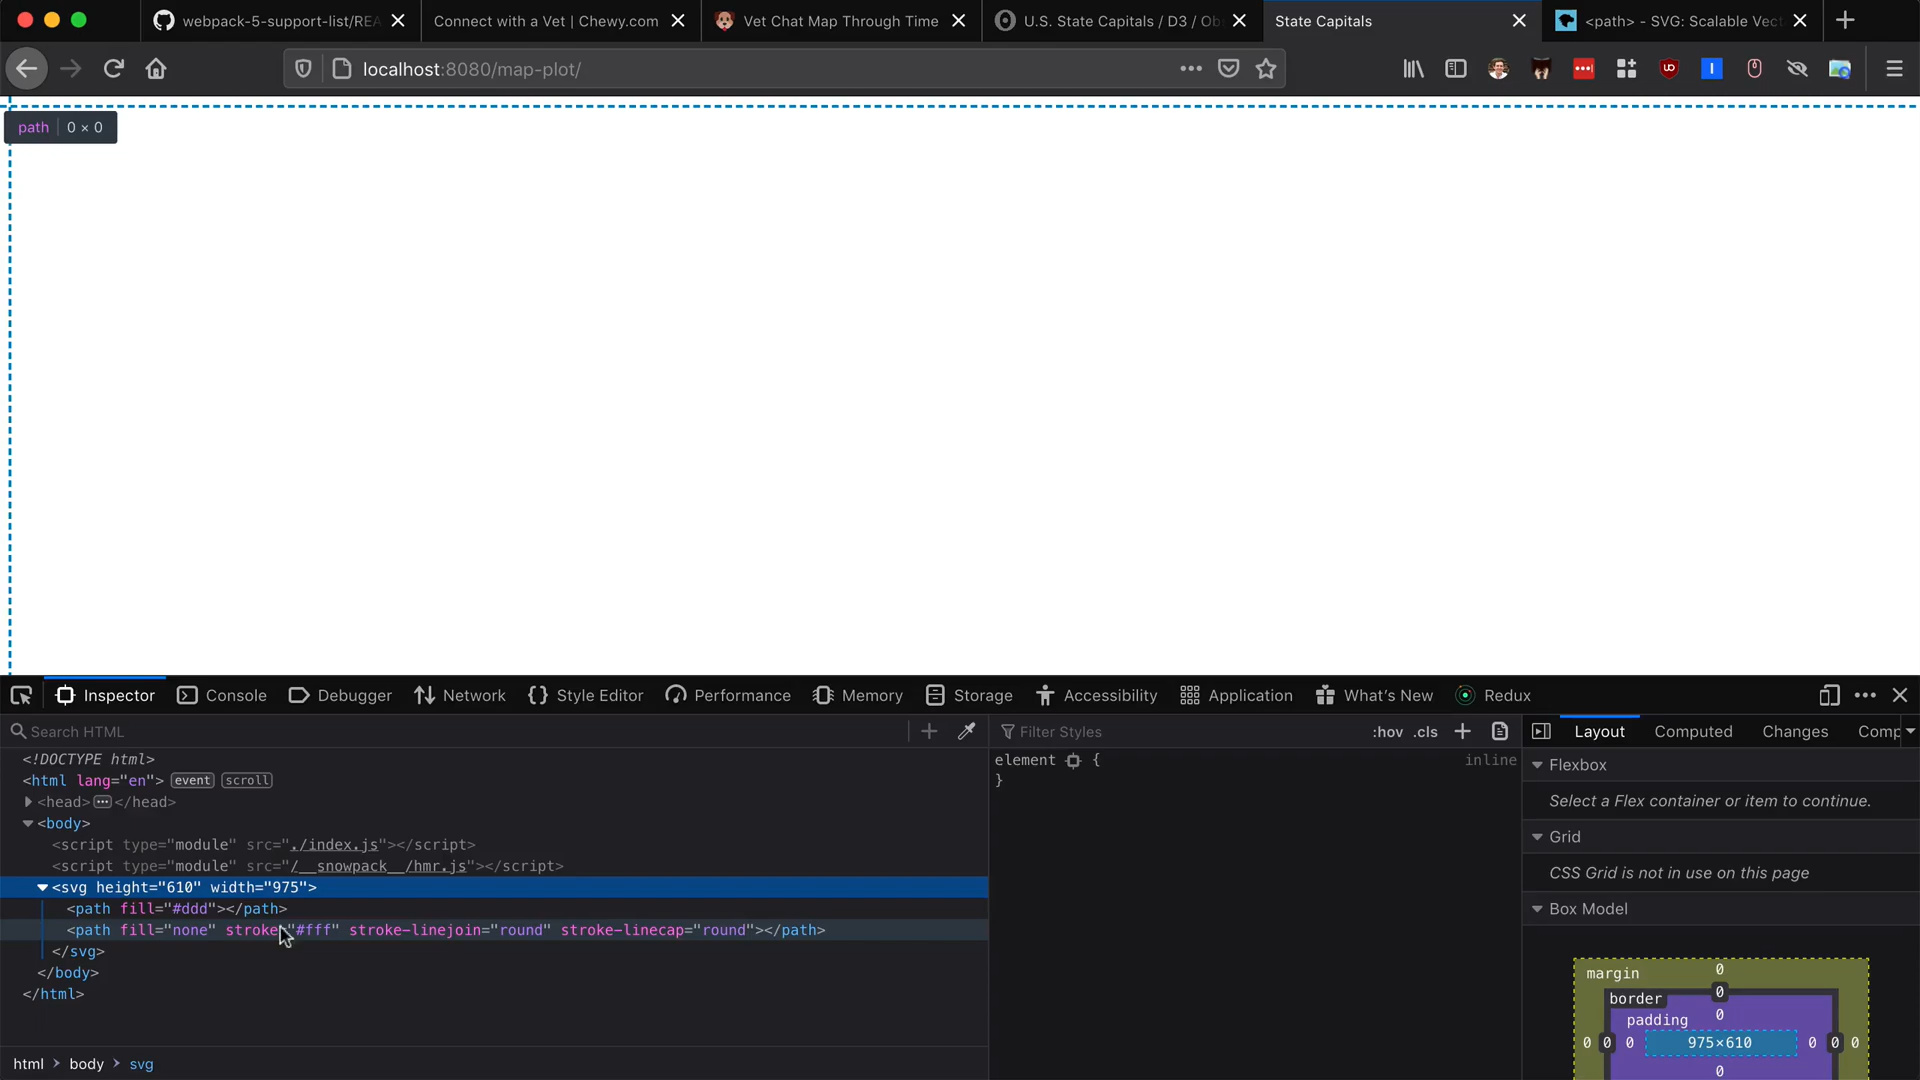 webpack-5-support-list/REA
Connect with a Vet | Chewy.com
Vet Chat Map Through Time
U.S. State Capitals / D3 / Ob
State Capitals
<path> - SVG: Scalable Vect
localhost:8080/map-plot/
path 0 × 0
Inspector
Console
Debugger
Network
Style Editor
Performance
Memory
Storage
Accessibility
Application
What's New
Redux
Search HTML
Filter Styles
:hov .cls
Layout
Computed
Changes
Comp
<!DOCTYPE html>
<html lang="en"> event scroll
<head> ••• </head>
<body>
<script type="module" src="./index.js"></script>
<script type="module" src="/__snowpack__/hmr.js"></script>
<svg height="610" width="975">
<path fill="#ddd"></path>
<path fill="none" stroke="#fff" stroke-linejoin="round" stroke-linecap="round"></path>
</svg>
</body>
</html>
html > body > svg
element { inline
}
Flexbox
Select a Flex container or item to continue.
Grid
CSS Grid is not in use on this page
Box Model
margin 0
border 0
padding 0
0 0 0 975×610 0 0 0
0